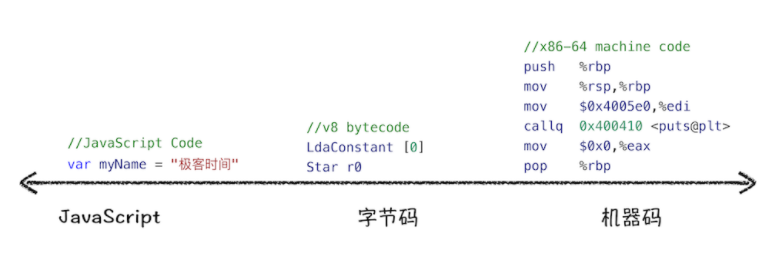 //JavaScript Code
var myName = "极客时间"
//v8 bytecode
LdaConstant [0]
Star r0
//x86-64 machine code
push %rbp
mov %rsp,%rbp
mov $0x4005e0,%edi
callq 0x400410 <puts@plt>
mov $0x0,%eax
pop %rbp
JavaScript
字节码
机器码